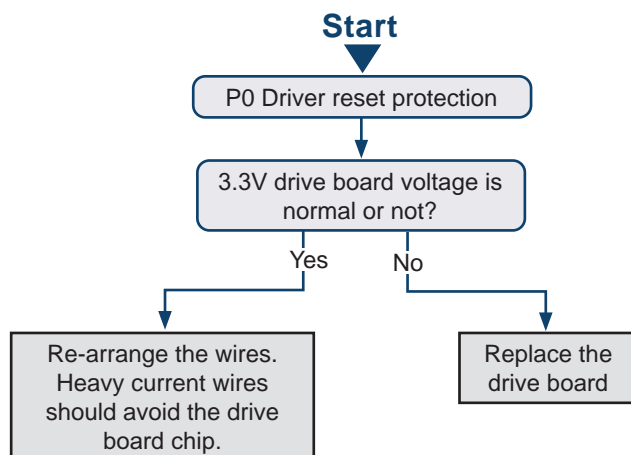 Start
P0 Driver reset protection
3.3V drive board voltage is
normal or not?
Yes
No
Re-arrange the wires.
Heavy current wires
should avoid the drive
board chip.
Replace the
drive board